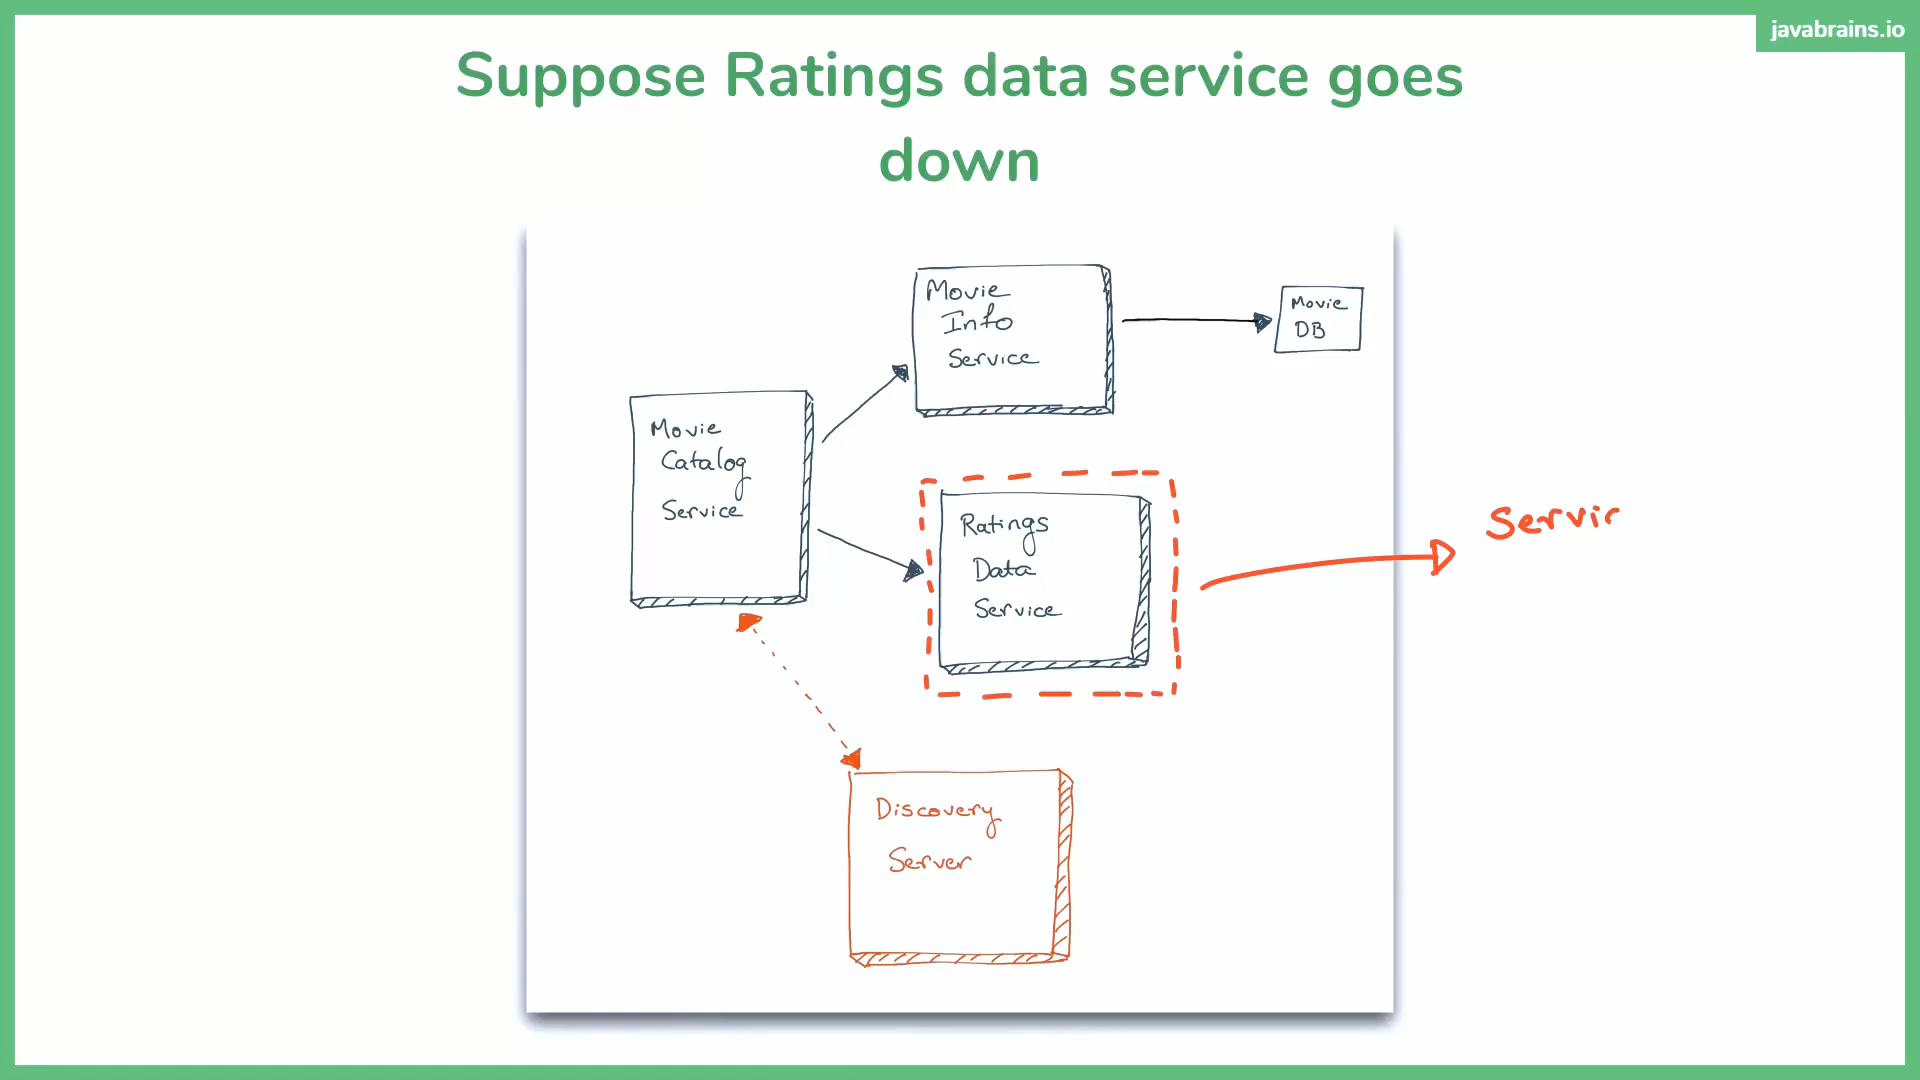 javabrains.io
Suppose Ratings data service goes
down
Movie
Info
Service
Movie
DB
Movie
Catalog
Service
Ratings
Data
Service
Servir
Discovery
Server